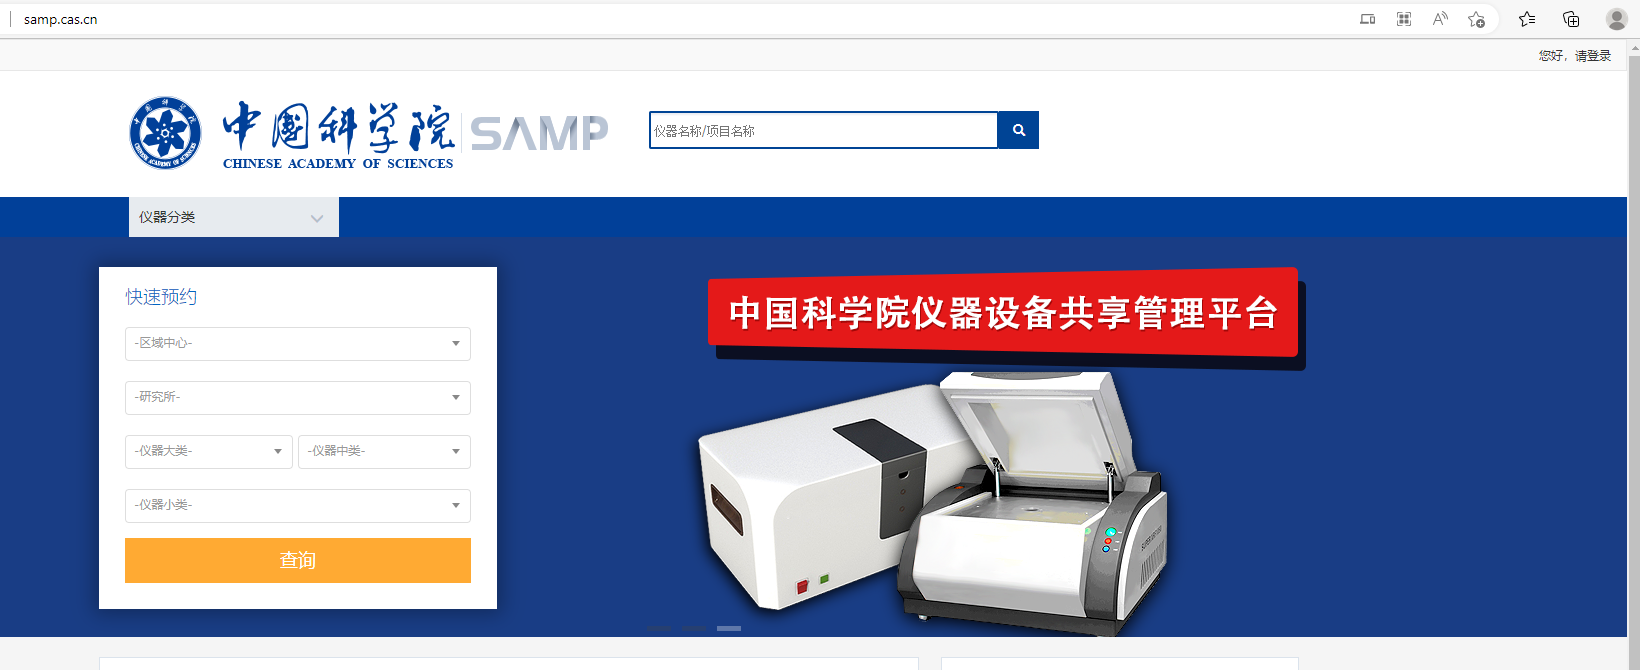 samp.cas.cn
您好，请登录
中国科学院
CHINESE ACADEMY OF SCIENCES
SAMP
仪器名称/项目名称
仪器分类
快速预约
-区域中心-
-研究所-
-仪器大类-
-仪器中类-
-仪器小类-
查询
中国科学院仪器设备共享管理平台